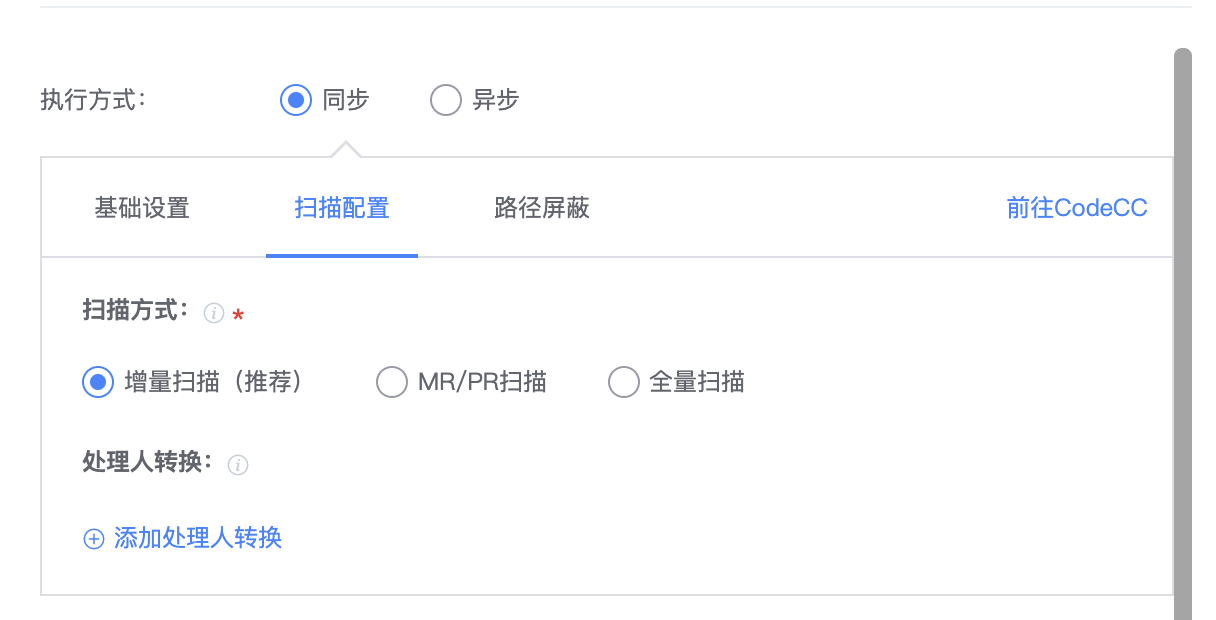 执行方式： 同步 异步
基础设置 扫描配置 路径屏蔽 前往CodeCC
扫描方式： *
增量扫描（推荐） MR/PR扫描 全量扫描
处理人转换：
添加处理人转换